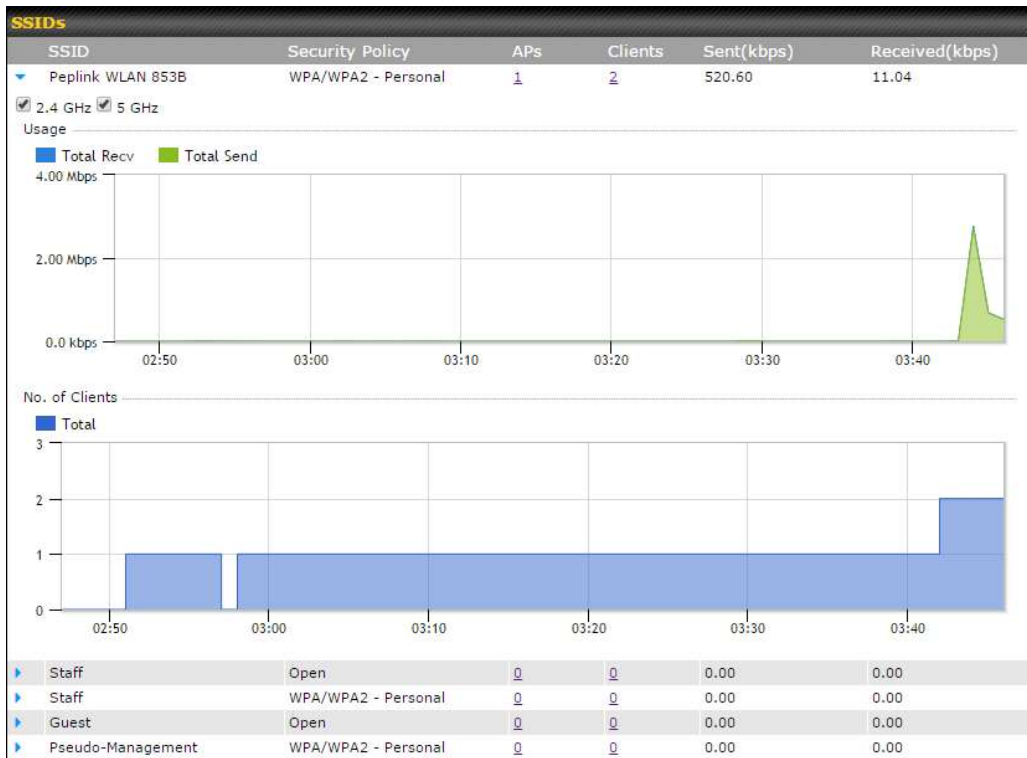 SSIDs
SSID Security Policy APs Clients Sent(kbps) Received(kbps)
Peplink WLAN 853B WPA/WPA2 - Personal 1 2 520.60 11.04
2.4 GHz 5 GHz
Usage
Total Recv Total Send
4.00 Mbps
2.00 Mbps
0.0 kbps
02:50 03:00 03:10 03:20 03:30 03:40
No. of Clients
Total
3
2
1
0
02:50 03:00 03:10 03:20 03:30 03:40
Staff Open 0 0 0.00 0.00
Staff WPA/WPA2 - Personal 0 0 0.00 0.00
Guest Open 0 0 0.00 0.00
Pseudo-Management WPA/WPA2 - Personal 0 0 0.00 0.00